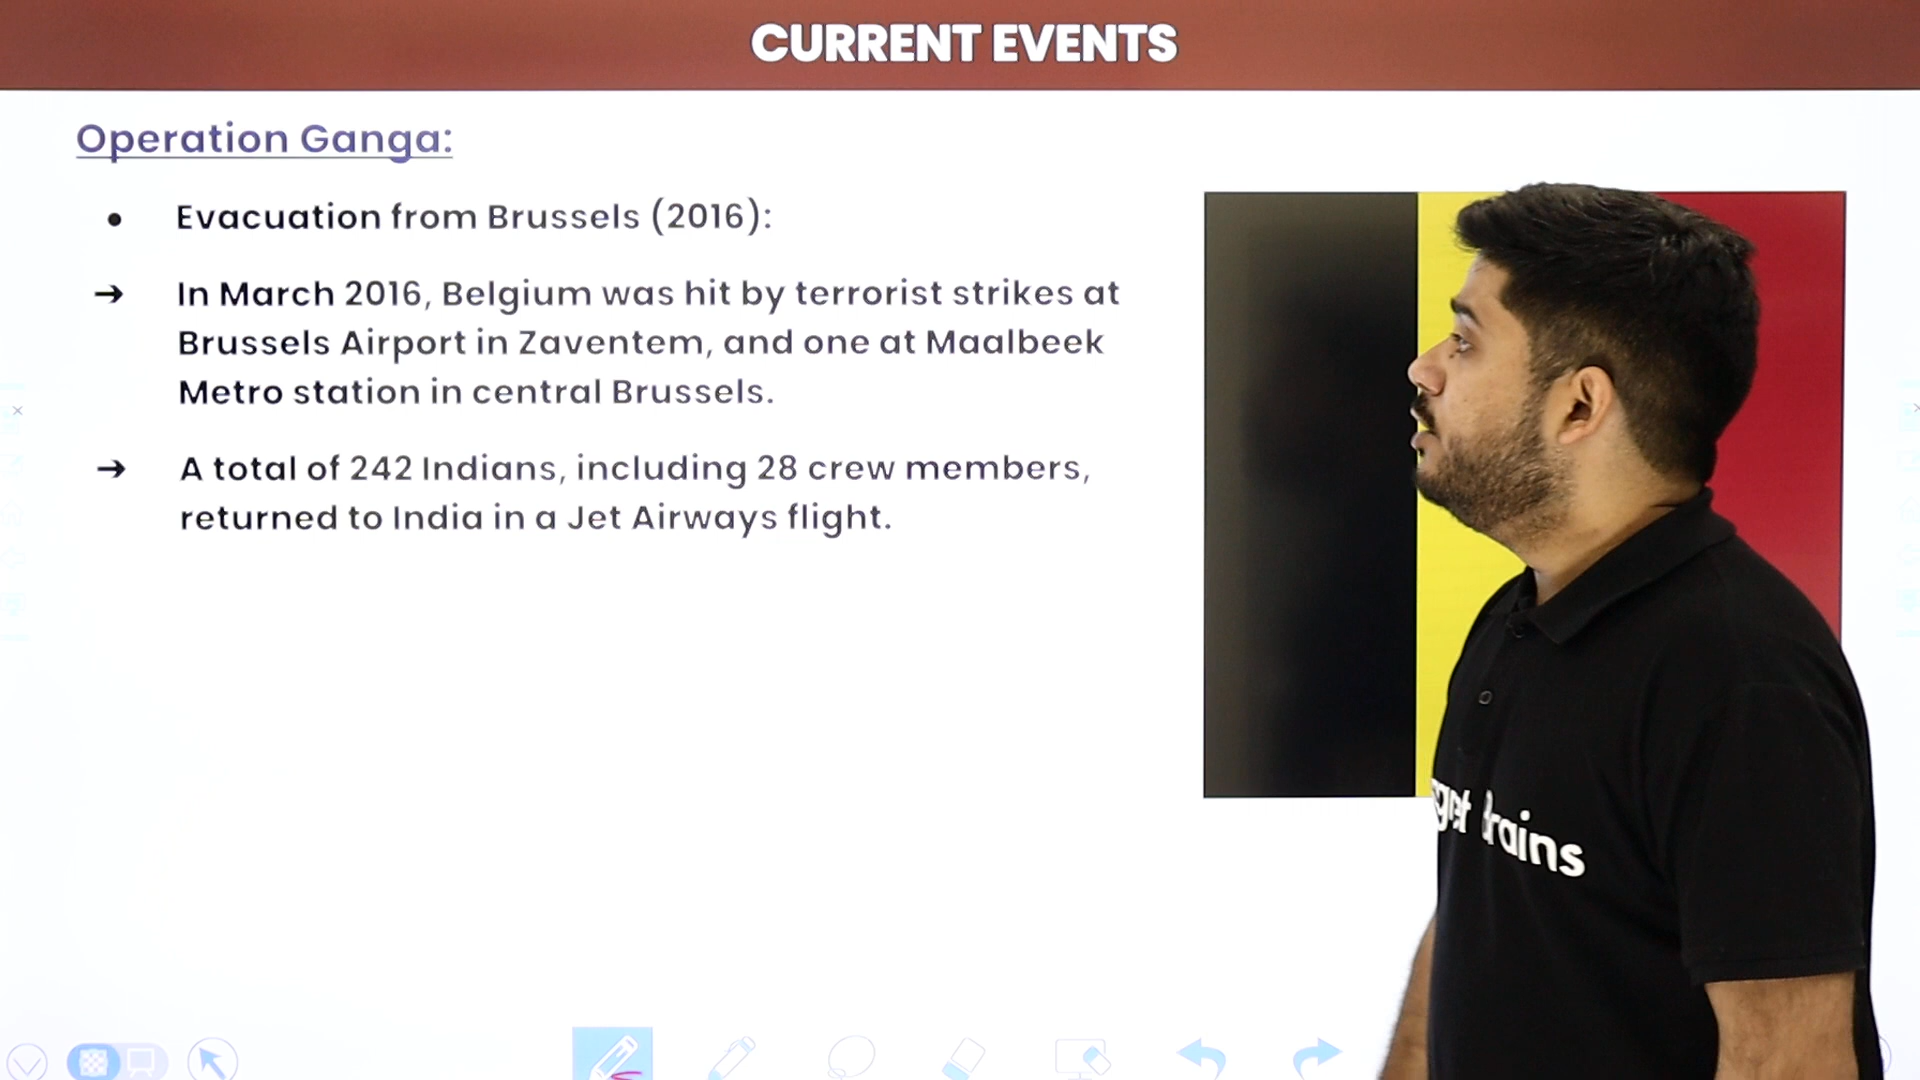 CURRENT EVENTS
Operation Ganga:
● Evacuation from Brussels (2016):
➔ In March 2016, Belgium was hit by terrorist strikes at
Brussels Airport in Zaventem, and one at Maalbeek
Metro station in central Brussels.
➔ A total of 242 Indians, including 28 crew members,
returned to India in a Jet Airways flight.
get Brains